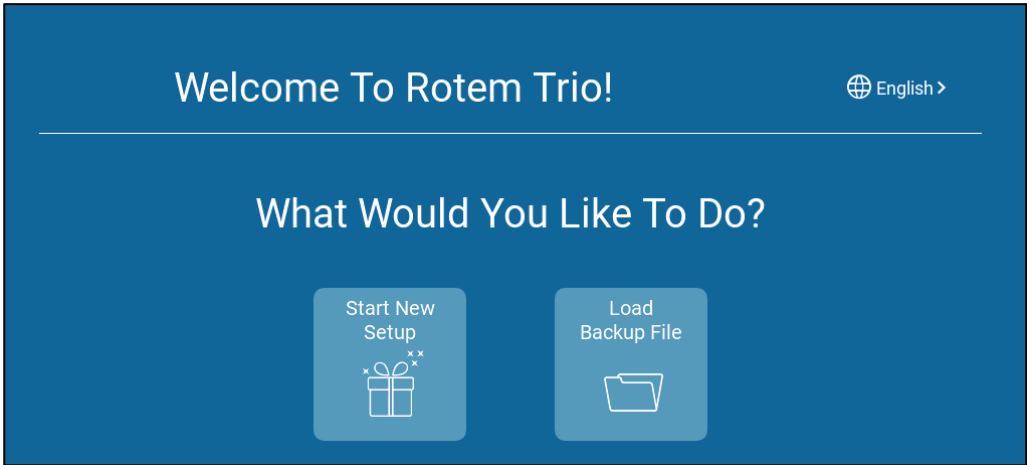 Welcome To Rotem Trio!
English
What Would You Like To Do?
Start New
Setup
Load
Backup File